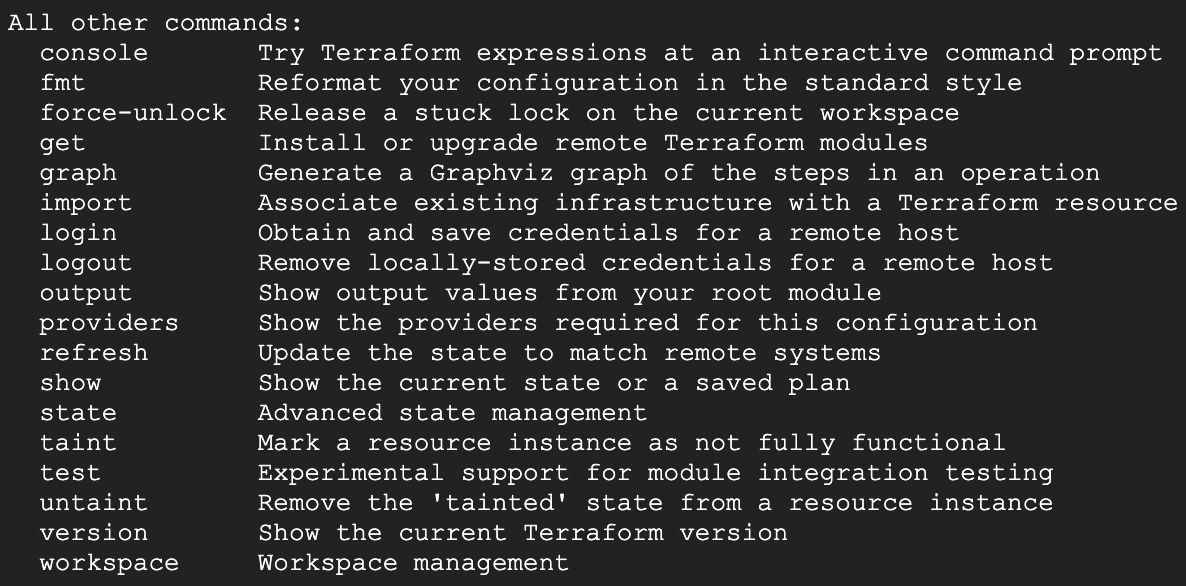 All other commands:
  console       Try Terraform expressions at an interactive command prompt
  fmt           Reformat your configuration in the standard style
  force-unlock  Release a stuck lock on the current workspace
  get           Install or upgrade remote Terraform modules
  graph         Generate a Graphviz graph of the steps in an operation
  import        Associate existing infrastructure with a Terraform resource
  login         Obtain and save credentials for a remote host
  logout        Remove locally-stored credentials for a remote host
  output        Show output values from your root module
  providers     Show the providers required for this configuration
  refresh       Update the state to match remote systems
  show          Show the current state or a saved plan
  state         Advanced state management
  taint         Mark a resource instance as not fully functional
  test          Experimental support for module integration testing
  untaint       Remove the 'tainted' state from a resource instance
  version       Show the current Terraform version
  workspace     Workspace management